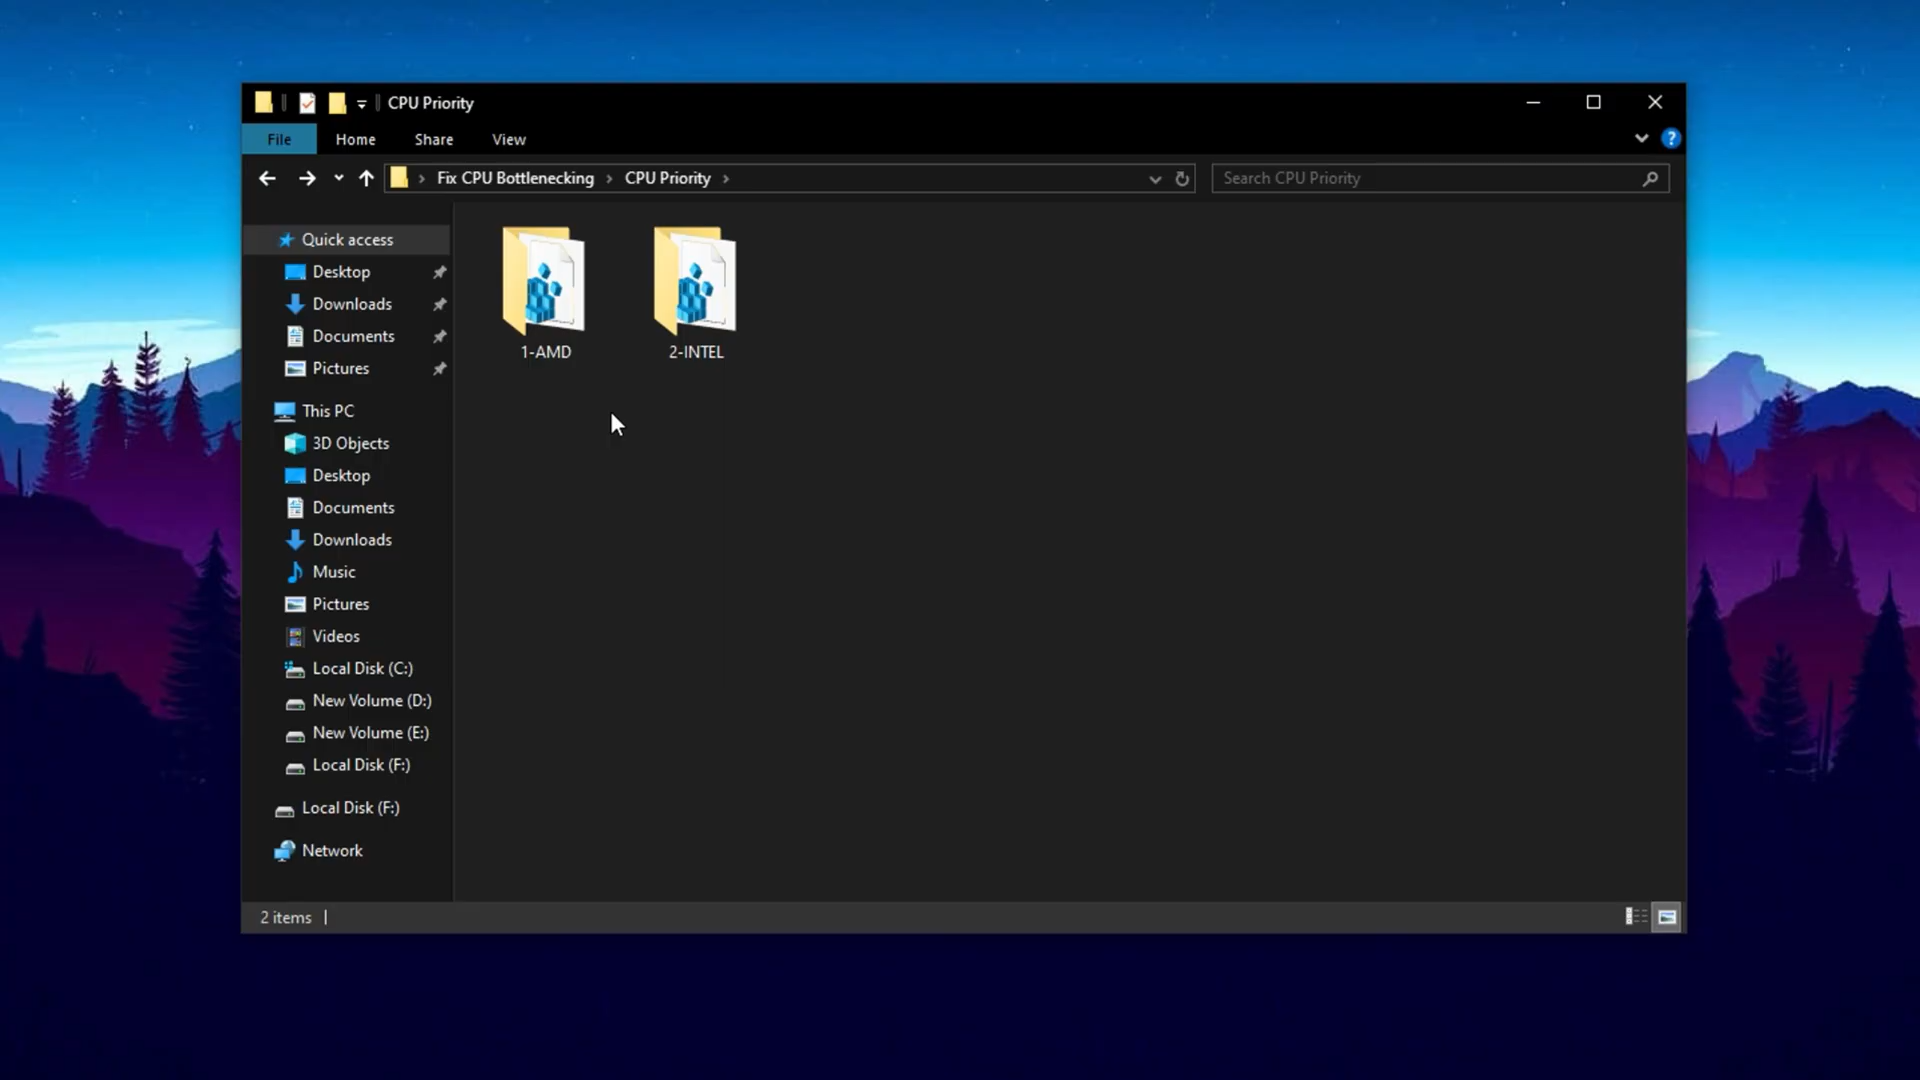 CPU Priority
File Home Share View
?
Fix CPU Bottlenecking CPU Priority
Search CPU Priority
Quick access
Desktop
Downloads
Documents
Pictures
This PC
3D Objects
Desktop
Documents
Downloads
Music
Pictures
Videos
Local Disk (C:)
New Volume (D:)
New Volume (E:)
Local Disk (F:)
Local Disk (F:)
Network
1-AMD
2-INTEL
2 items